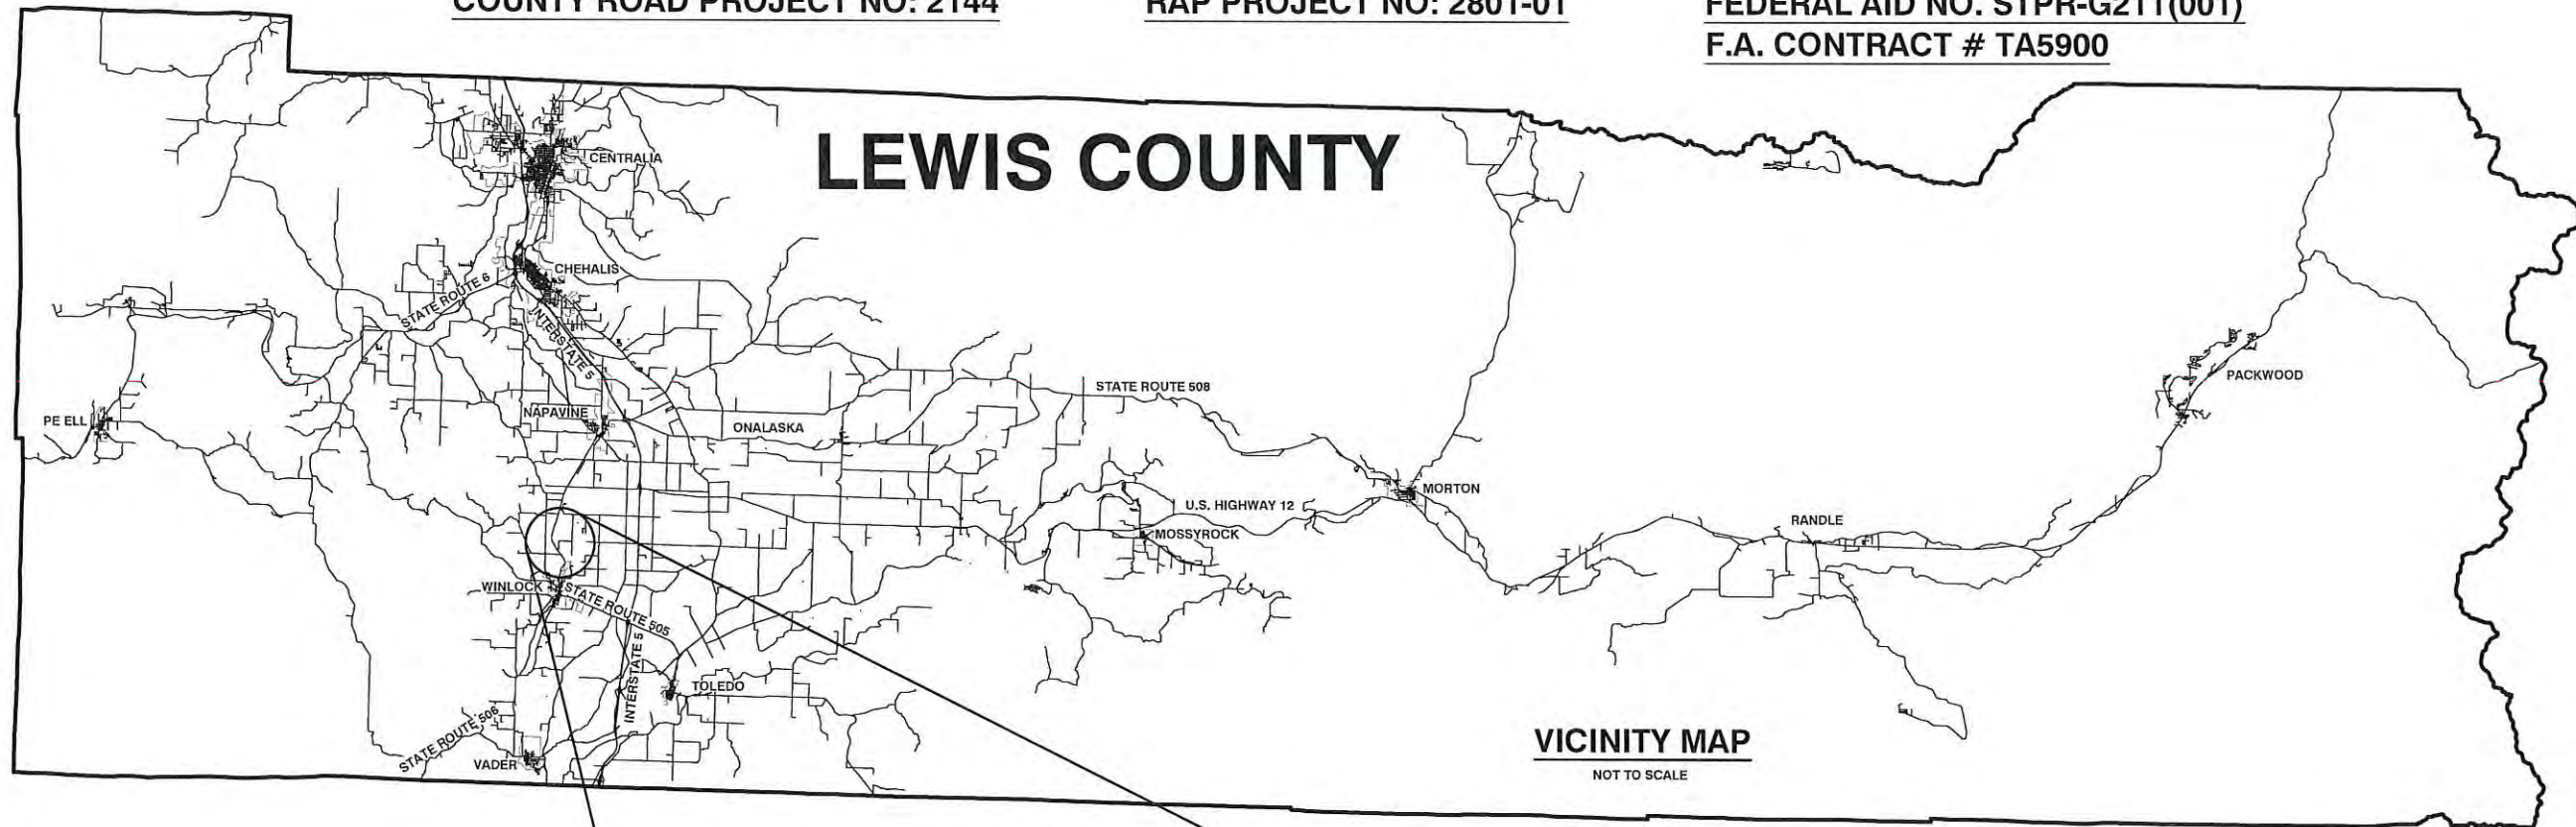 COUNTY ROAD PROJECT NO: 2144
RAP PROJECT NO: 2801-01
FEDERAL AID NO. STPR-G211(001)
F.A. CONTRACT # TA5900
LEWIS COUNTY
CENTRALIA
CHEHALIS
STATE ROUTE 6
INTERSTATE 5
PACKWOOD
STATE ROUTE 508
NAPAVINE
PE ELL
ONALASKA
MORTON
U.S. HIGHWAY 12
RANDLE
MOSSYROCK
WINLOCK
STATE ROUTE 505
INTERSTATE 5
TOLEDO
STATE ROUTE 506
VADER
VICINITY MAP
NOT TO SCALE